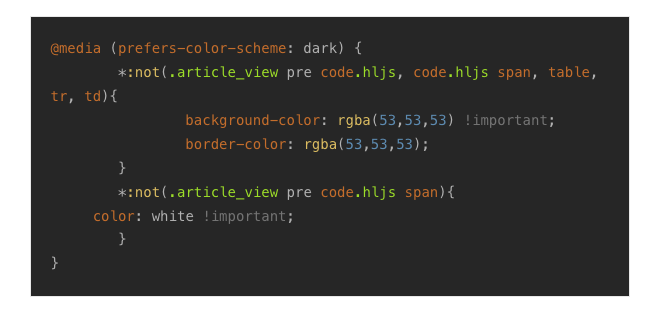 @media (prefers-color-scheme: dark) {
        *:not(.article_view pre code.hljs, code.hljs span, table,
tr, td){
                background-color: rgba(53,53,53) !important;
                border-color: rgba(53,53,53);
        }
        *:not(.article_view pre code.hljs span){
     color: white !important;
        }
}